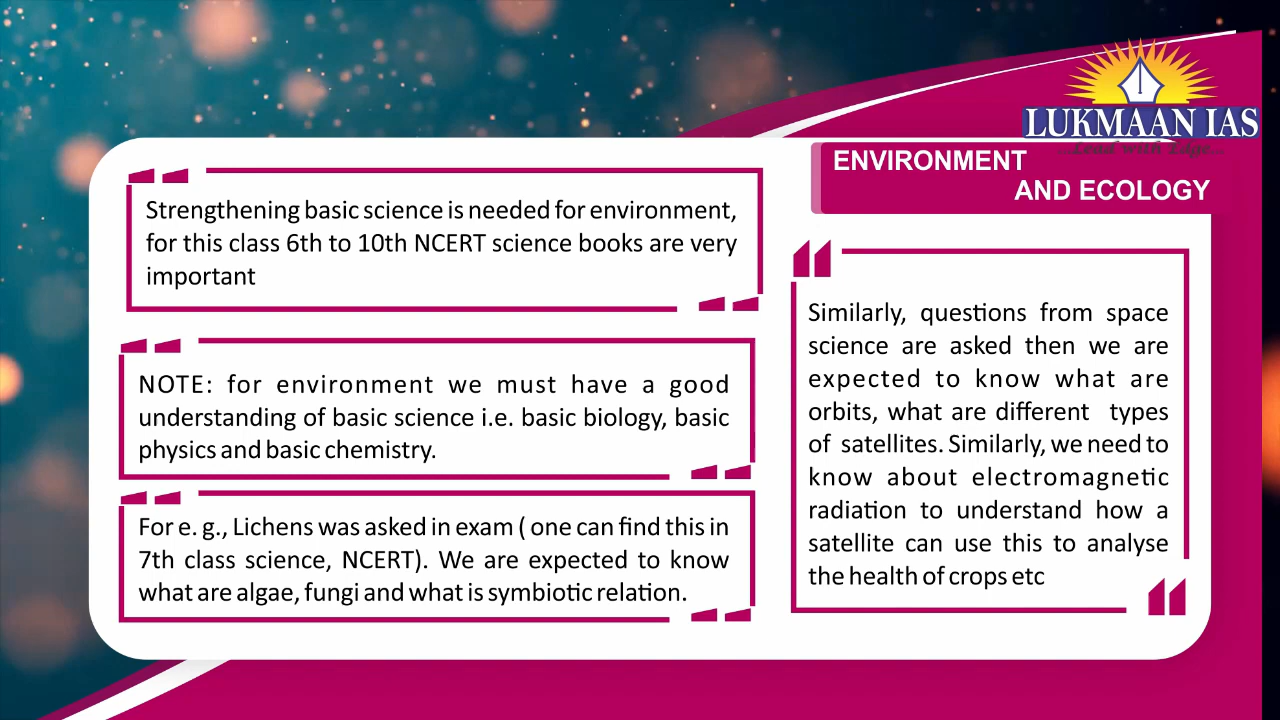 LUKMAAN IAS
...Lead with Edge...
ENVIRONMENT
AND ECOLOGY
Strengthening basic science is needed for environment,
for this class 6th to 10th NCERT science books are very
important
NOTE: for environment we must have a good
understanding of basic science i.e. basic biology, basic
physics and basic chemistry.
For e. g., Lichens was asked in exam ( one can find this in
7th class science, NCERT). We are expected to know
what are algae, fungi and what is symbiotic relation.
Similarly, questions from space
science are asked then we are
expected to know what are
orbits, what are different types
of satellites. Similarly, we need to
know about electromagnetic
radiation to understand how a
satellite can use this to analyse
the health of crops etc